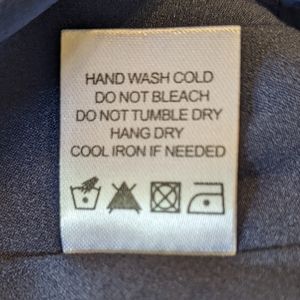 HAND WASH COLD
DO NOT BLEACH
DO NOT TUMBLE DRY
HANG DRY
COOL IRON IF NEEDED